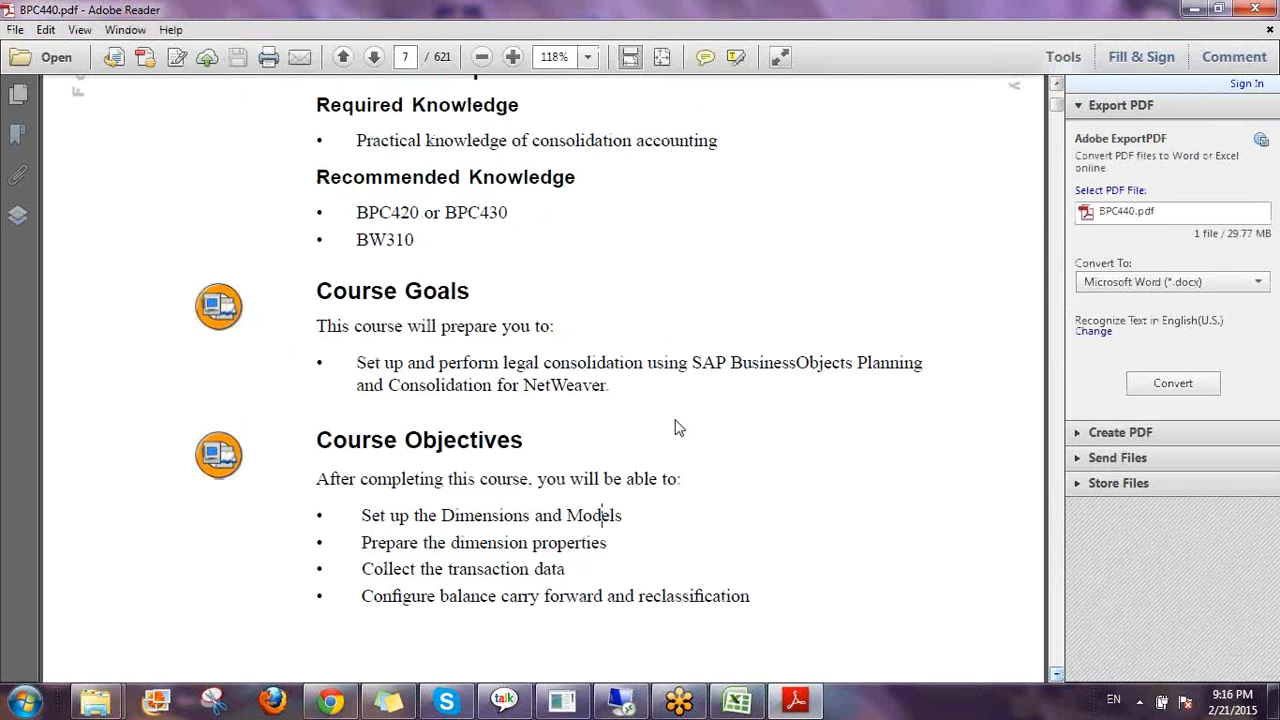 BPC440.pdf - Adobe Reader
File Edit View Window Help
Open 7 / 621 118% Tools Fill & Sign Comment
Sign In
Required Knowledge
• Practical knowledge of consolidation accounting
Recommended Knowledge
• BPC420 or BPC430
• BW310
Course Goals
This course will prepare you to:
• Set up and perform legal consolidation using SAP BusinessObjects Planning
and Consolidation for NetWeaver.
Course Objectives
After completing this course, you will be able to:
• Set up the Dimensions and Models
• Prepare the dimension properties
• Collect the transaction data
• Configure balance carry forward and reclassification
Export PDF
Adobe ExportPDF
Convert PDF files to Word or Excel
online.
Select PDF File:
BPC440.pdf
1 file / 29.77 MB
Convert To:
Microsoft Word (*.docx)
Recognize Text in English(U.S.)
Change
Convert
Create PDF
Send Files
Store Files
talk
EN
9:16 PM
2/21/2015